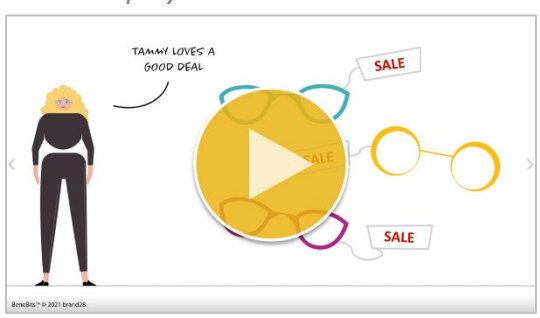 TAMMY LOVES A
GOOD DEAL
SALE
SALE
SALE
BeneBits™ © 2021 brand28